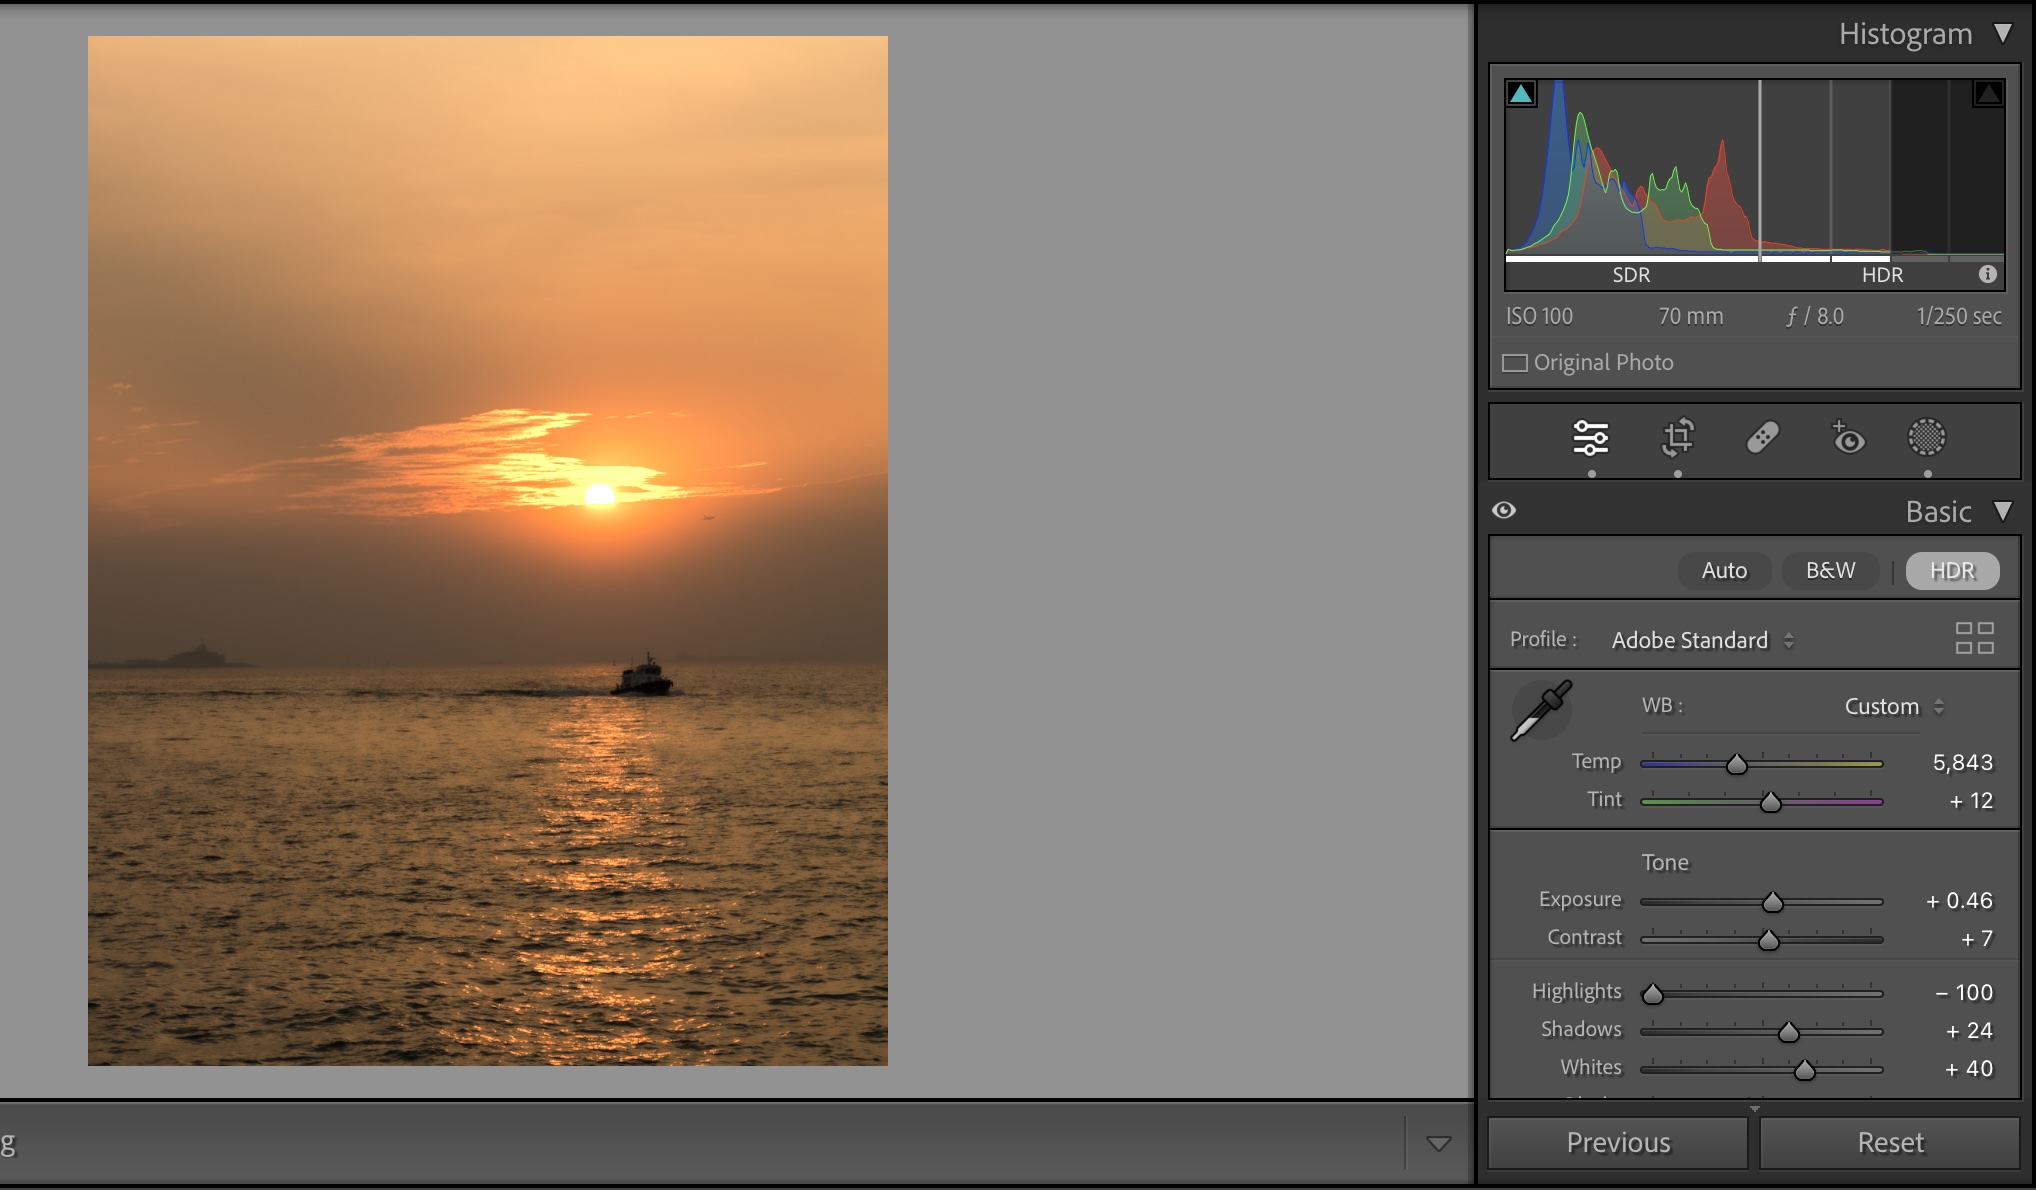 Histogram
SDR HDR
ISO 100 70 mm ƒ / 8.0 1/250 sec
Original Photo
Basic
Auto B&W HDR
Profile : Adobe Standard
WB : Custom
Temp 5,843
Tint + 12
Tone
Exposure + 0.46
Contrast + 7
Highlights – 100
Shadows + 24
Whites + 40
g
Previous Reset